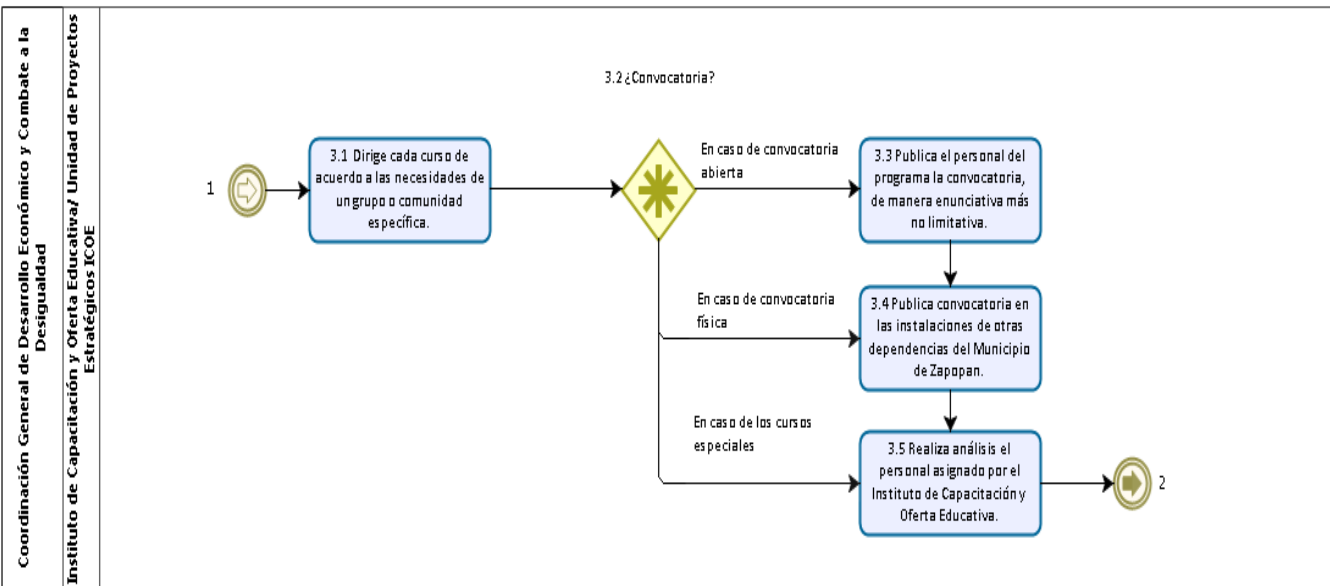 Coordinación General de Desarrollo Económico y Combate a la
Desigualdad
Instituto de Capacitación y Oferta Educativa/ Unidad de Proyectos
Estratégicos ICOE
3.2¿Convocatoria?
1
3.1 Dirige cada curso de
acuerdo a las necesidades de
un grupo o comunidad
específica.
En caso de convocatoria
abierta
3.3 Publica el personal del
programa la convocatoria,
de manera enunciativa más
no limitativa.
En caso de convocatoria
física
3.4 Publica convocatoria en
las instalaciones de otras
dependencias del Municipio
de Zapopan.
En caso de los cursos
especiales
3.5 Realiza análisis el
personal asignado por el
Instituto de Capacitación y
Oferta Educativa.
2